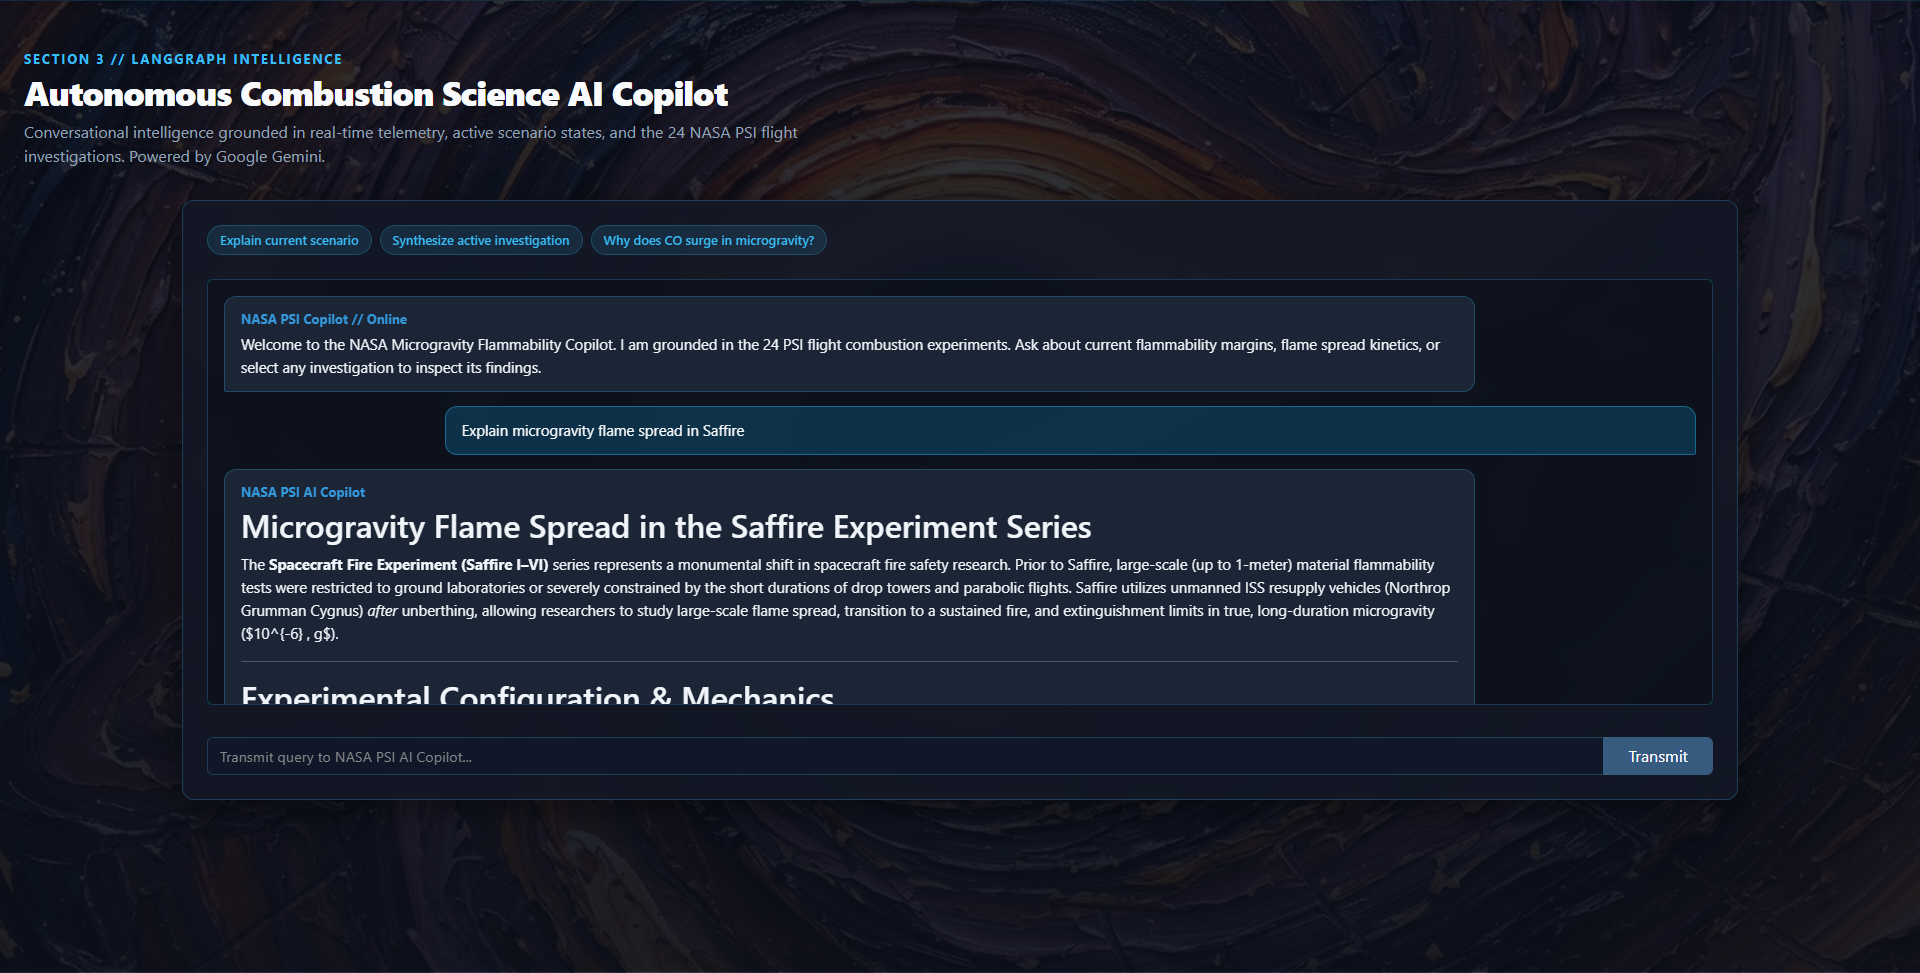 SECTION 3 // LANGGRAPH INTELLIGENCE
Autonomous Combustion Science AI Copilot
Conversational intelligence grounded in real-time telemetry, active scenario states, and the 24 NASA PSI flight
investigations. Powered by Google Gemini.
Explain current scenario
Synthesize active investigation
Why does CO surge in microgravity?
NASA PSI Copilot // Online
Welcome to the NASA Microgravity Flammability Copilot. I am grounded in the 24 PSI flight combustion experiments. Ask about current flammability margins, flame spread kinetics, or
select any investigation to inspect its findings.
Explain microgravity flame spread in Saffire
NASA PSI AI Copilot
Microgravity Flame Spread in the Saffire Experiment Series
The Spacecraft Fire Experiment (Saffire I–VI) series represents a monumental shift in spacecraft fire safety research. Prior to Saffire, large-scale (up to 1-meter) material flammability
tests were restricted to ground laboratories or severely constrained by the short durations of drop towers and parabolic flights. Saffire utilizes unmanned ISS resupply vehicles (Northrop
Grumman Cygnus) after unberthing, allowing researchers to study large-scale flame spread, transition to a sustained fire, and extinguishment limits in true, long-duration microgravity
($10^{-6} , g$).
Experimental Configuration & Mechanics
Transmit query to NASA PSI AI Copilot...
Transmit